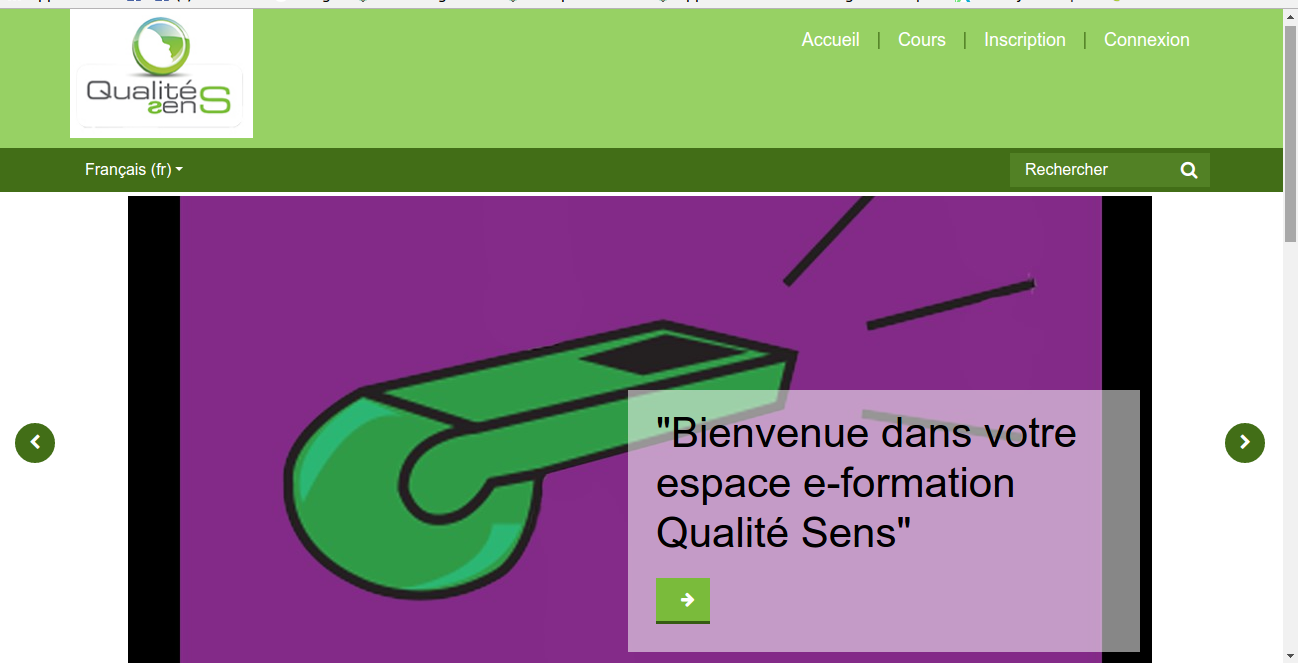 Accueil | Cours | Inscription | Connexion
Qualité
sens
Français (fr)
Rechercher
"Bienvenue dans votre
espace e-formation
Qualité Sens"